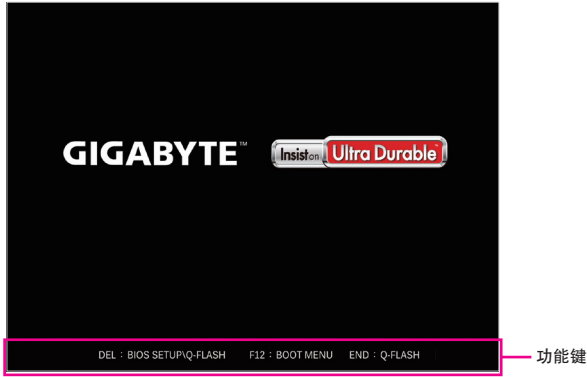 GIGABYTE™ Insist on Ultra Durable™
DEL : BIOS SETUP\Q-FLASH F12 : BOOT MENU END : Q-FLASH
功能键